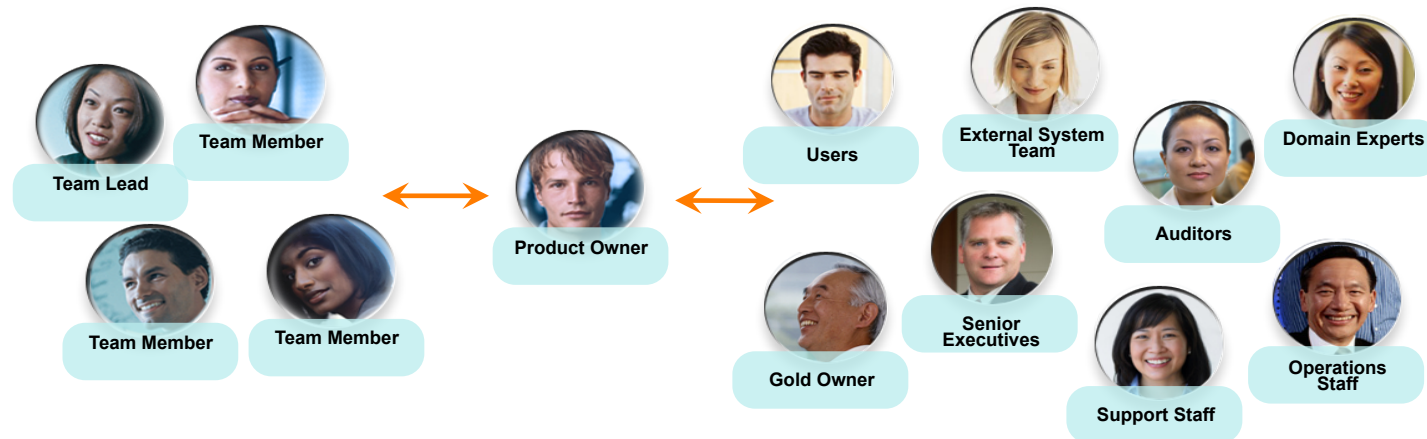 Team Lead
Team Member
Team Member
Team Member
Product Owner
Users
External System
Team
Domain Experts
Auditors
Senior
Executives
Gold Owner
Support Staff
Operations
Staff